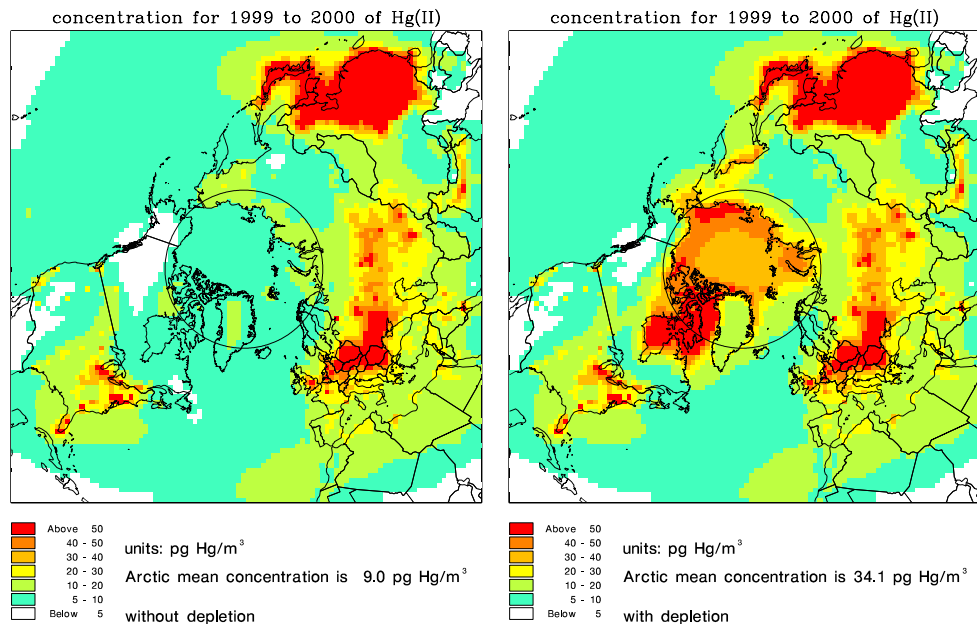 concentration for 1999 to 2000 of Hg(II)
Above 50
40 - 50
30 - 40
20 - 30
10 - 20
5 - 10
Below 5
units: pg Hg/m³
Arctic mean concentration is 9.0 pg Hg/m³
without depletion
concentration for 1999 to 2000 of Hg(II)
Above 50
40 - 50
30 - 40
20 - 30
10 - 20
5 - 10
Below 5
units: pg Hg/m³
Arctic mean concentration is 34.1 pg Hg/m³
with depletion